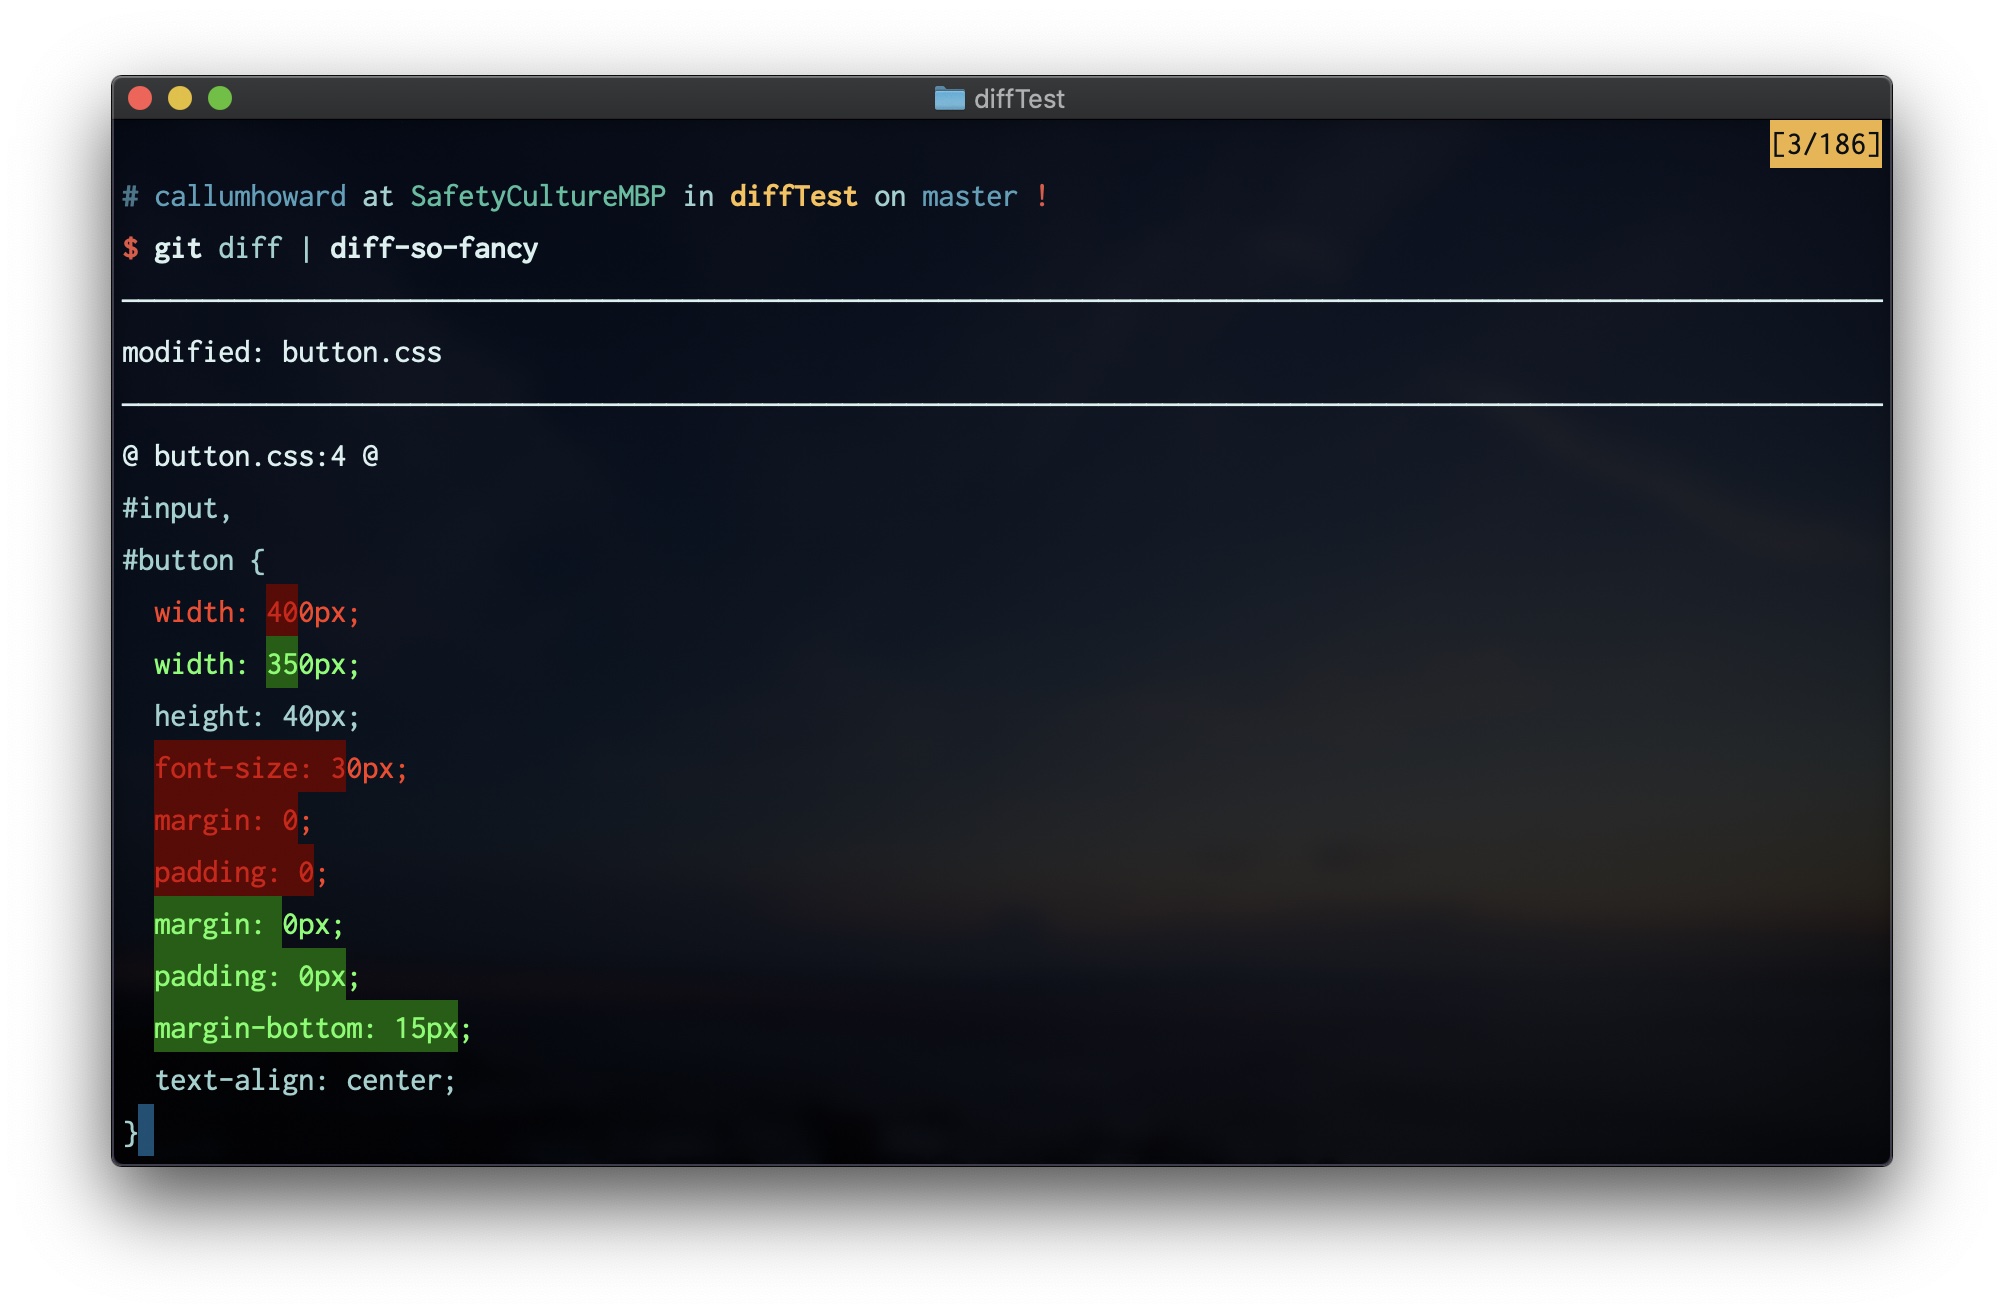 diffTest
[3/186]
# callumhoward at SafetyCultureMBP in diffTest on master !
$ git diff | diff-so-fancy
modified: button.css
@ button.css:4 @
#input,
#button {
  width: 400px;
  width: 350px;
  height: 40px;
  font-size: 30px;
  margin: 0;
  padding: 0;
  margin: 0px;
  padding: 0px;
  margin-bottom: 15px;
  text-align: center;
}